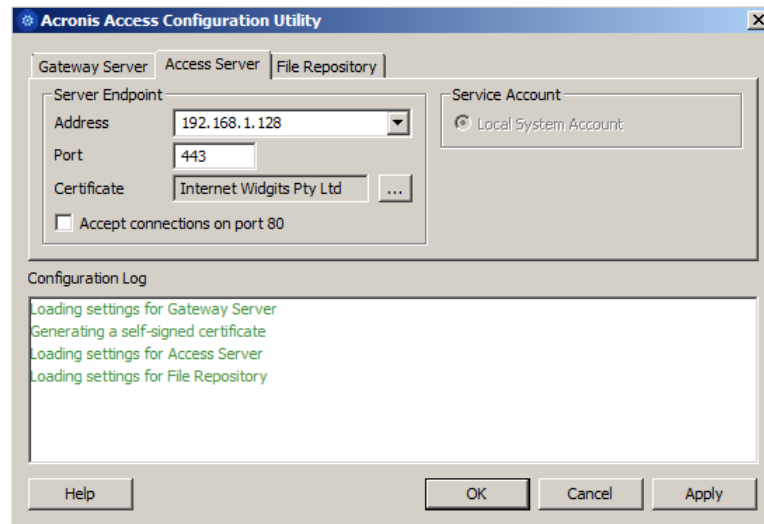 Acronis Access Configuration Utility
Gateway Server Access Server File Repository
Server Endpoint
Address 192.168.1.128
Port 443
Certificate Internet Widgits Pty Ltd ...
Accept connections on port 80
Service Account
Local System Account
Configuration Log
Loading settings for Gateway Server
Generating a self-signed certificate
Loading settings for Access Server
Loading settings for File Repository
Help OK Cancel Apply